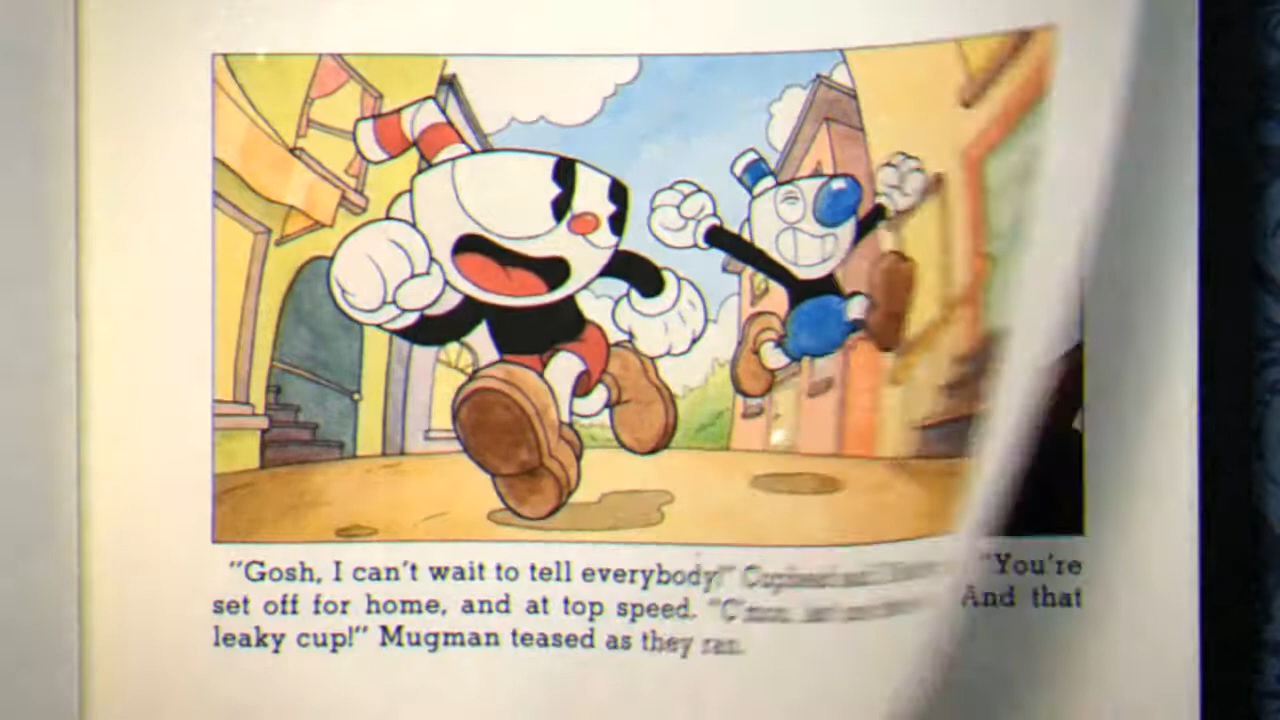 "Gosh, I can't wait to tell everybody!" "You're
set off for home, and at top speed. And that
leaky cup!" Mugman teased as they ran.